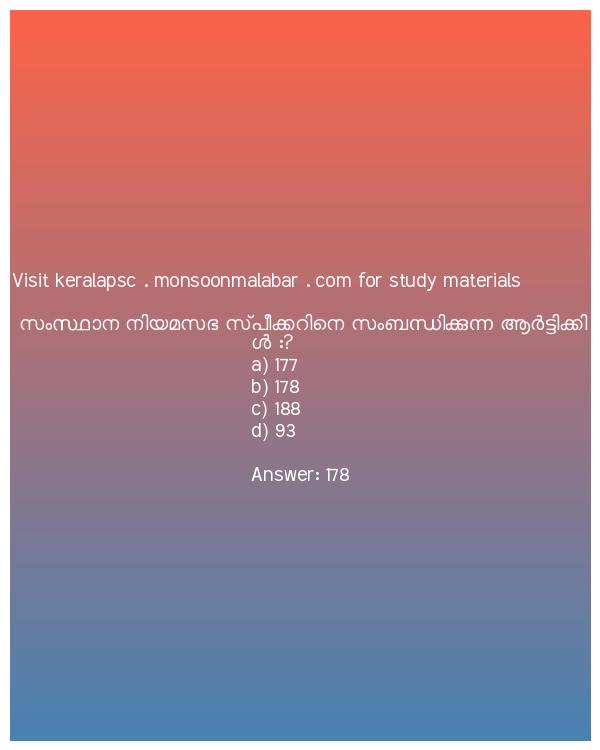 Visit keralapsc . monsoonmalabar . com for study materials
സംസ്ഥാന നിയമസഭ സ്പീക്കറിനെ സംബന്ധിക്കുന്ന ആർട്ടിക്കി
ൾ :?
a) 177
b) 178
c) 188
d) 93
Answer: 178